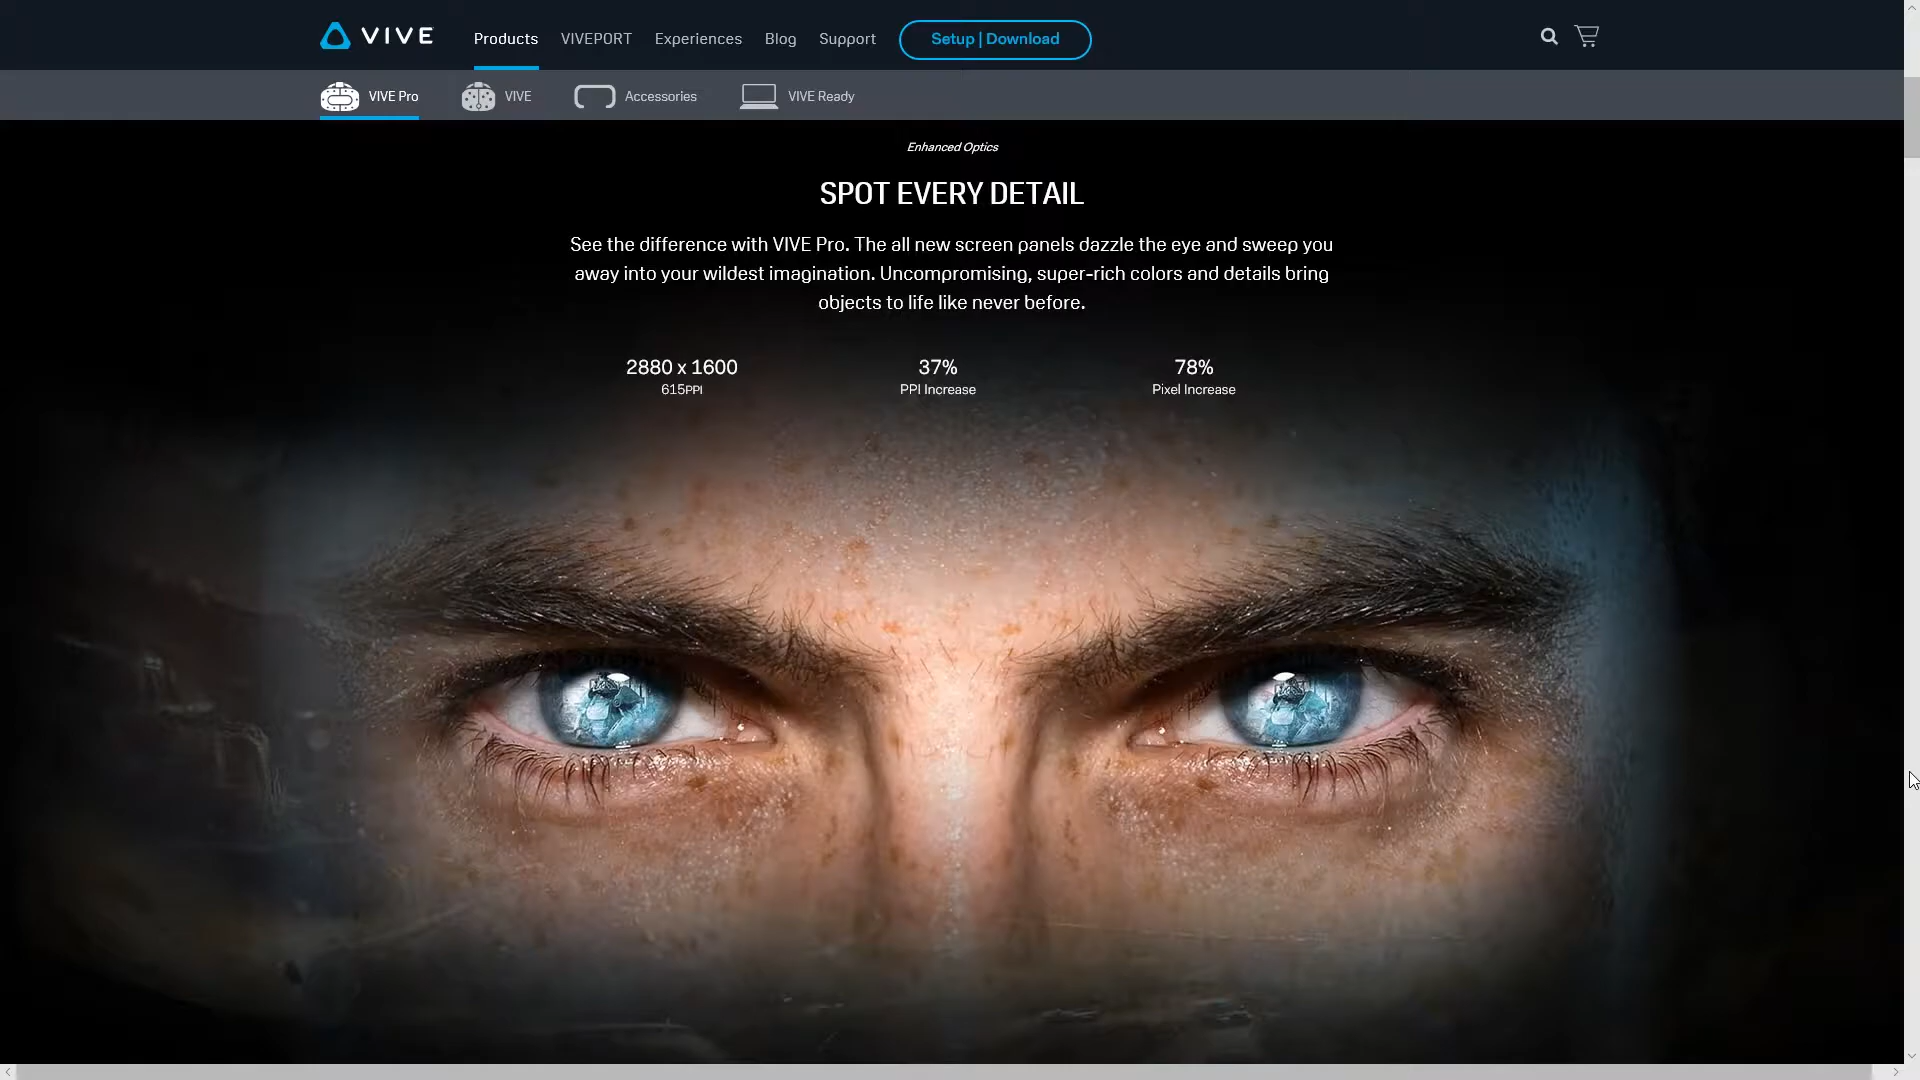 VIVE
Products VIVEPORT Experiences Blog Support Setup | Download
VIVE Pro VIVE Accessories VIVE Ready
Enhanced Optics
SPOT EVERY DETAIL
See the difference with VIVE Pro. The all new screen panels dazzle the eye and sweep you
away into your wildest imagination. Uncompromising, super-rich colors and details bring
objects to life like never before.
2880 x 1600 37% 78%
615PPI PPI Increase Pixel Increase